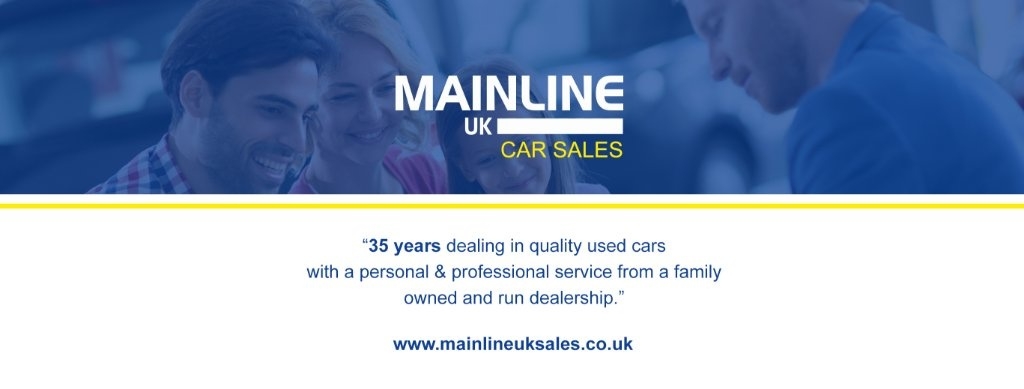 MAINLINE
UK
CAR SALES
“35 years dealing in quality used cars
with a personal & professional service from a family
owned and run dealership.”
www.mainlineuksales.co.uk